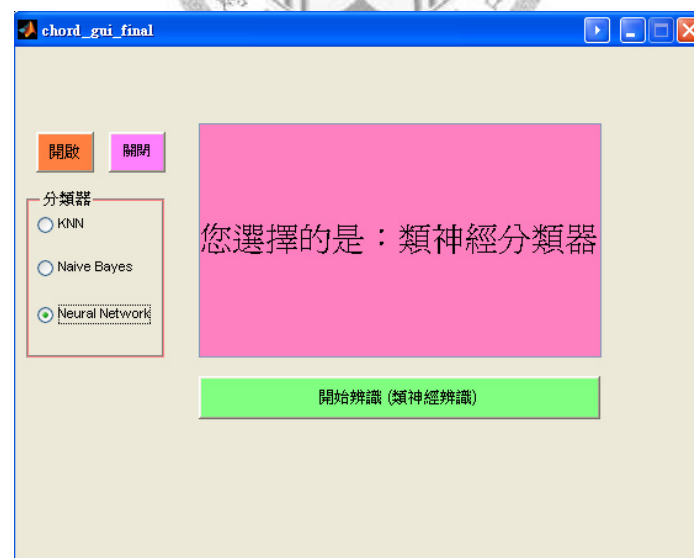 chord_gui_final
開啟
關閉
分類器
KNN
Naive Bayes
Neural Network
您選擇的是：類神經分類器
開始辨識 (類神經辨識)